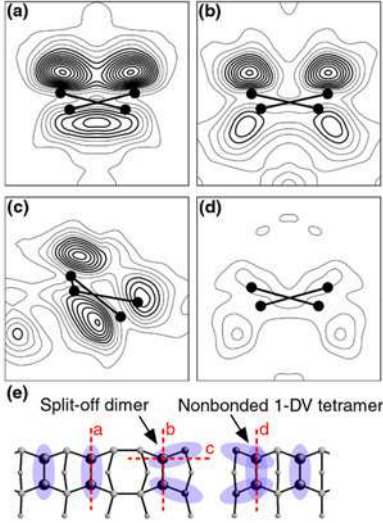 (a)
(b)
(c)
(d)
(e)
Split-off dimer
Nonbonded 1-DV tetramer
a
b
c
d